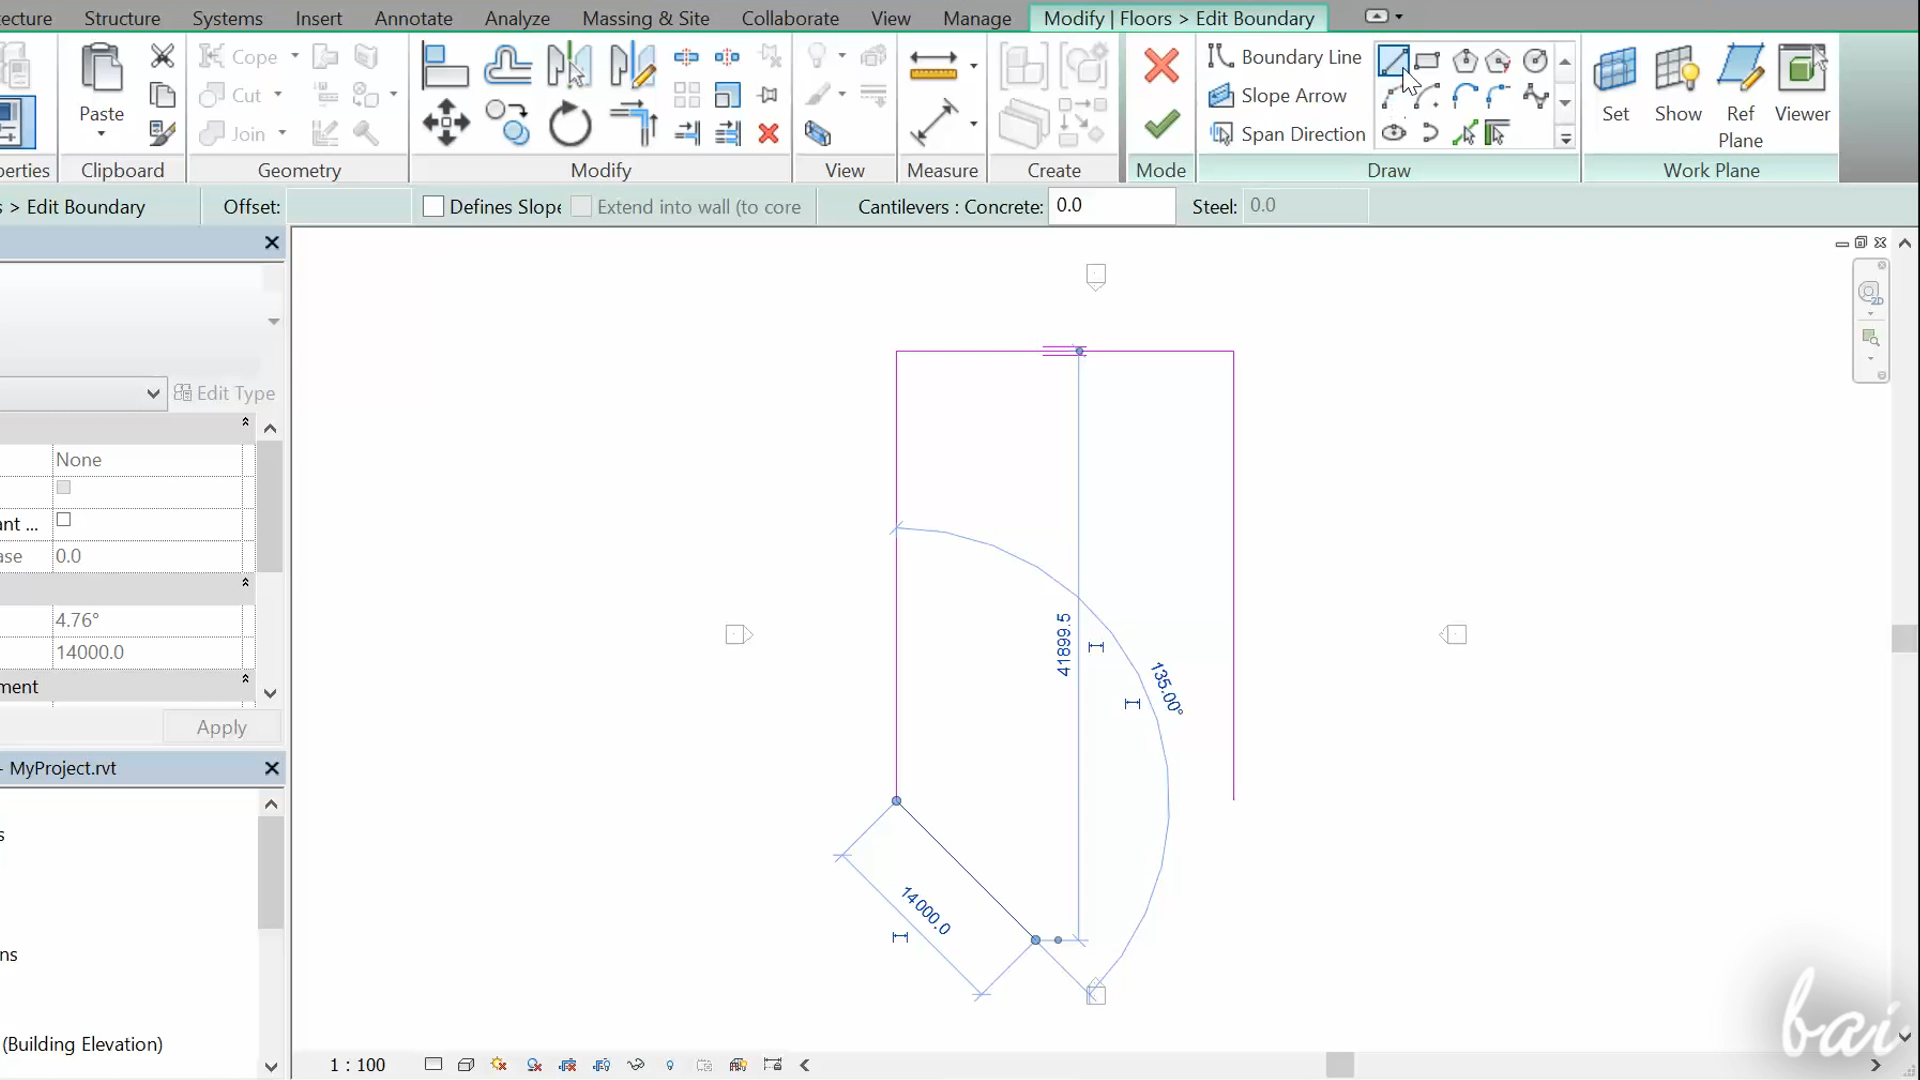 ecture Structure Systems Insert Annotate Analyze Massing & Site Collaborate View Manage Modify | Floors > Edit Boundary
Paste
Cope
Cut
Join
Boundary Line
Slope Arrow
Span Direction
Set Show Ref Plane Viewer
perties Clipboard Geometry Modify View Measure Create Mode Draw Work Plane
s > Edit Boundary Offset: Defines Slope Extend into wall (to core Cantilevers : Concrete: 0.0 Steel: 0.0
2D
Edit Type
None
ant ...
ase 0.0
4.76°
14000.0
ment
Apply
- MyProject.rvt
s
ns
(Building Elevation)
41899.5
135.00°
14000.0
1 : 100
bai